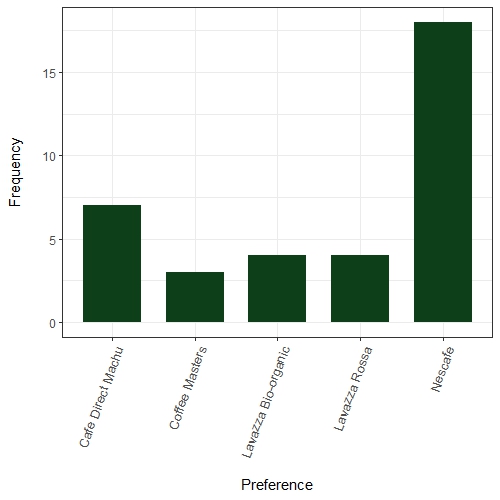 Frequency
15
10
5
0
Cafe Direct Machu
Coffee Masters
Lavazza Bio-organic
Lavazza Rossa
Nescafe
Preference